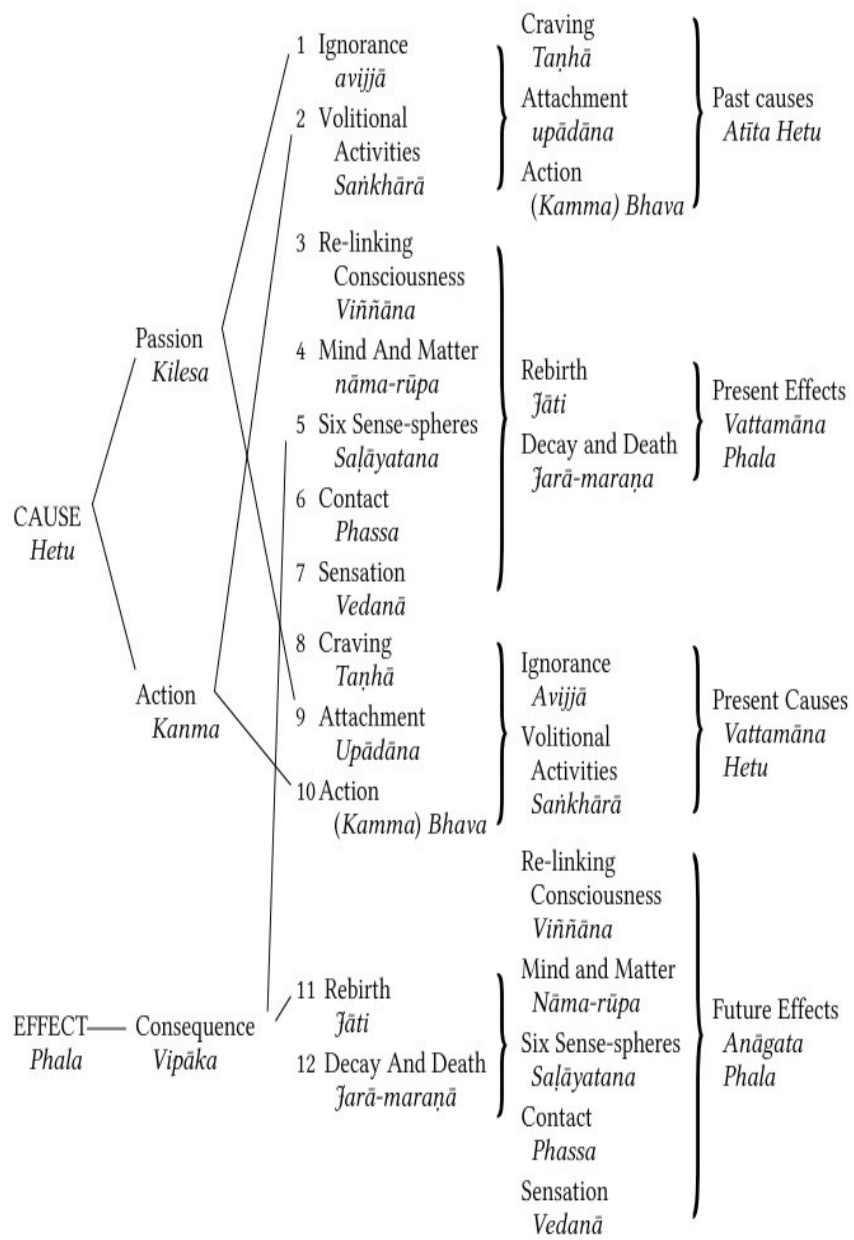 CAUSE
Hetu
EFFECT
Phala
Passion
Kilesa
Action
Kanma
Consequence
Vipāka
1 Ignorance
avijjā
2 Volitional
Activities
Saṅkhārā
3 Re-linking
Consciousness
Viññāna
4 Mind And Matter
nāma-rūpa
5 Six Sense-spheres
Saḷāyatana
6 Contact
Phassa
7 Sensation
Vedanā
8 Craving
Taṇhā
9 Attachment
Upādāna
10 Action
(Kamma) Bhava
11 Rebirth
Jāti
12 Decay And Death
Jarā-maraṇā
Craving
Taṇhā
Attachment
upādāna
Action
(Kamma) Bhava
Rebirth
Jāti
Decay and Death
Jarā-maraṇa
Ignorance
Avijjā
Volitional
Activities
Saṅkhārā
Re-linking
Consciousness
Viññāna
Mind and Matter
Nāma-rūpa
Six Sense-spheres
Saḷāyatana
Contact
Phassa
Sensation
Vedanā
Past causes
Atīta Hetu
Present Effects
Vattamāna
Phala
Present Causes
Vattamāna
Hetu
Future Effects
Anāgata
Phala